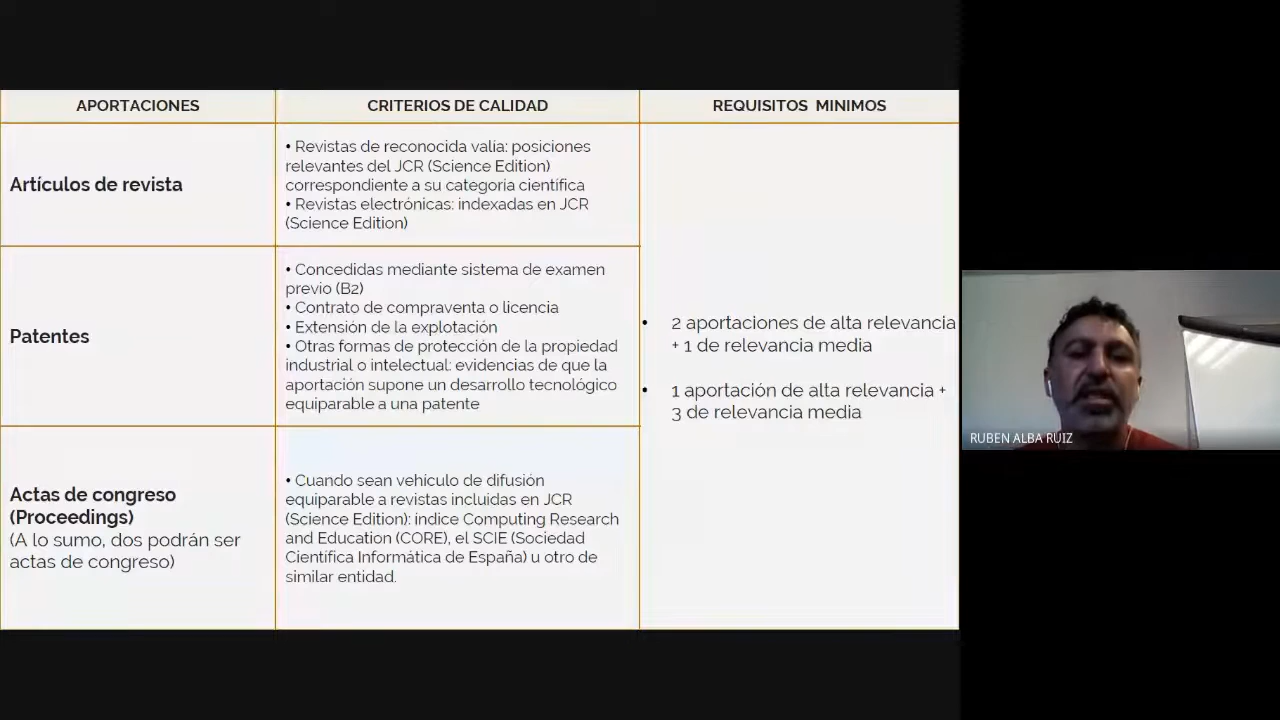 APORTACIONES
CRITERIOS DE CALIDAD
REQUISITOS MINIMOS
Artículos de revista
• Revistas de reconocida valía: posiciones
relevantes del JCR (Science Edition)
correspondiente a su categoría científica
• Revistas electrónicas: indexadas en JCR
(Science Edition)
Patentes
• Concedidas mediante sistema de examen
previo (B2)
• Contrato de compraventa o licencia
• Extensión de la explotación
• Otras formas de protección de la propiedad
industrial o intelectual: evidencias de que la
aportación supone un desarrollo tecnológico
equiparable a una patente
Actas de congreso
(Proceedings)
(A lo sumo, dos podrán ser
actas de congreso)
• Cuando sean vehículo de difusión
equiparable a revistas incluidas en JCR
(Science Edition): índice Computing Research
and Education (CORE), el SCIE (Sociedad
Científica Informática de España) u otro de
similar entidad.
• 2 aportaciones de alta relevancia
+ 1 de relevancia media
• 1 aportación de alta relevancia +
3 de relevancia media
RUBEN ALBA RUIZ